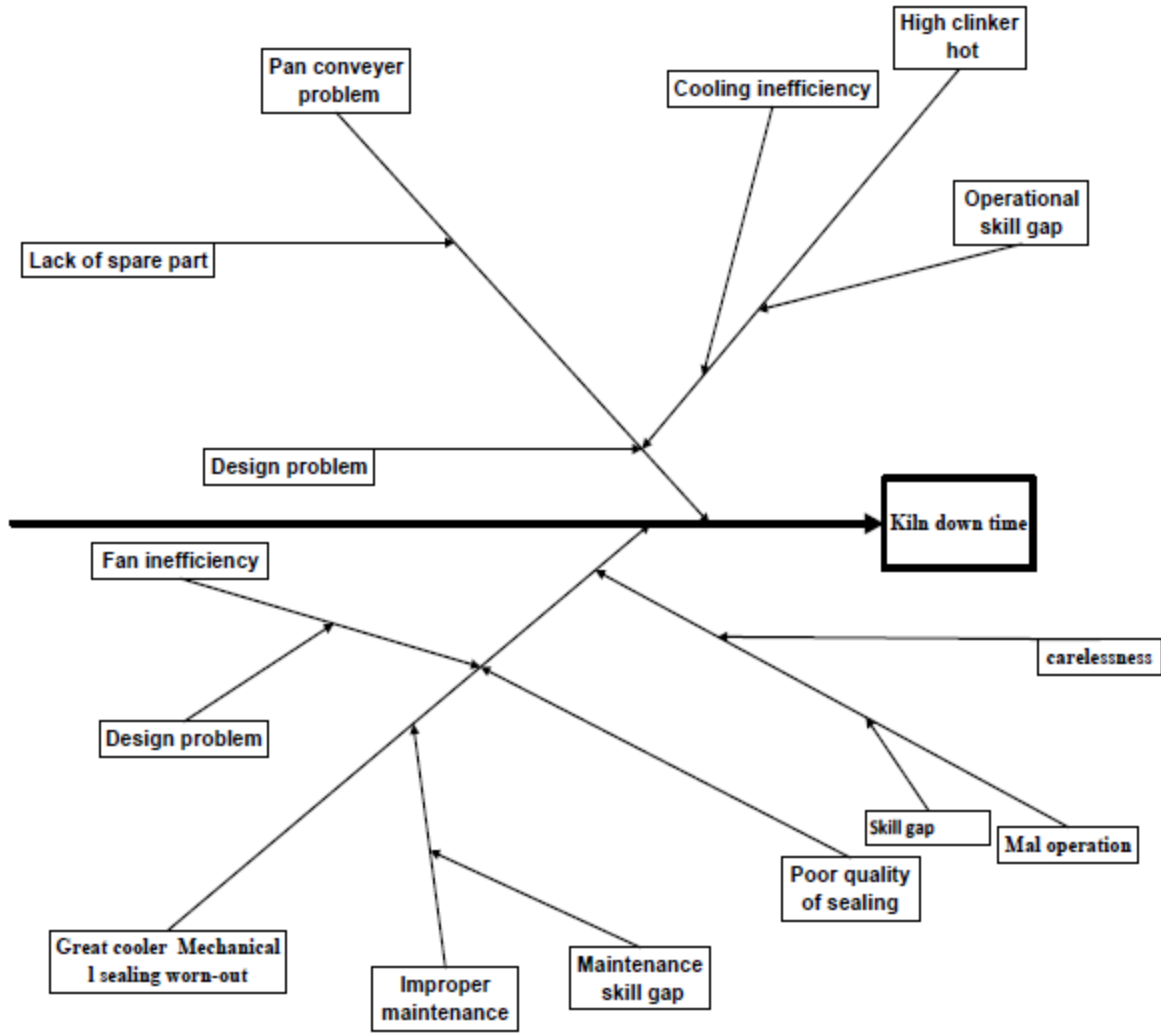 High clinker
hot
Pan conveyer
problem
Cooling inefficiency
Operational
skill gap
Lack of spare part
Design problem
Kiln down time
Fan inefficiency
carelessness
Design problem
Skill gap
Mal operation
Poor quality
of sealing
Great cooler Mechanical
l sealing worn-out
Maintenance
skill gap
Improper
maintenance